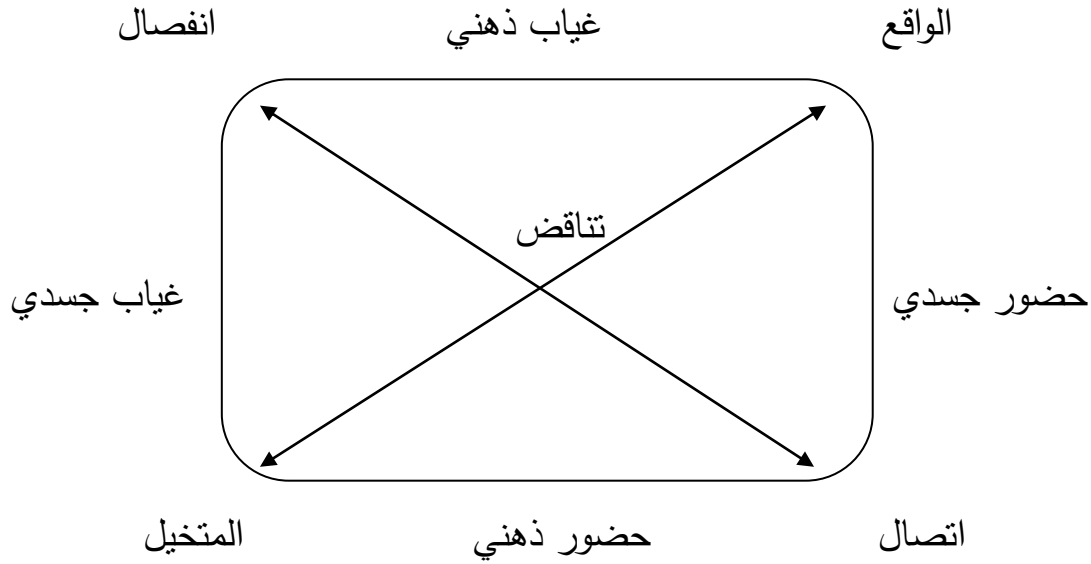 الواقع
غياب ذهني
انفصال
تناقض
حضور جسدي
غياب جسدي
اتصال
حضور ذهني
المتخيل